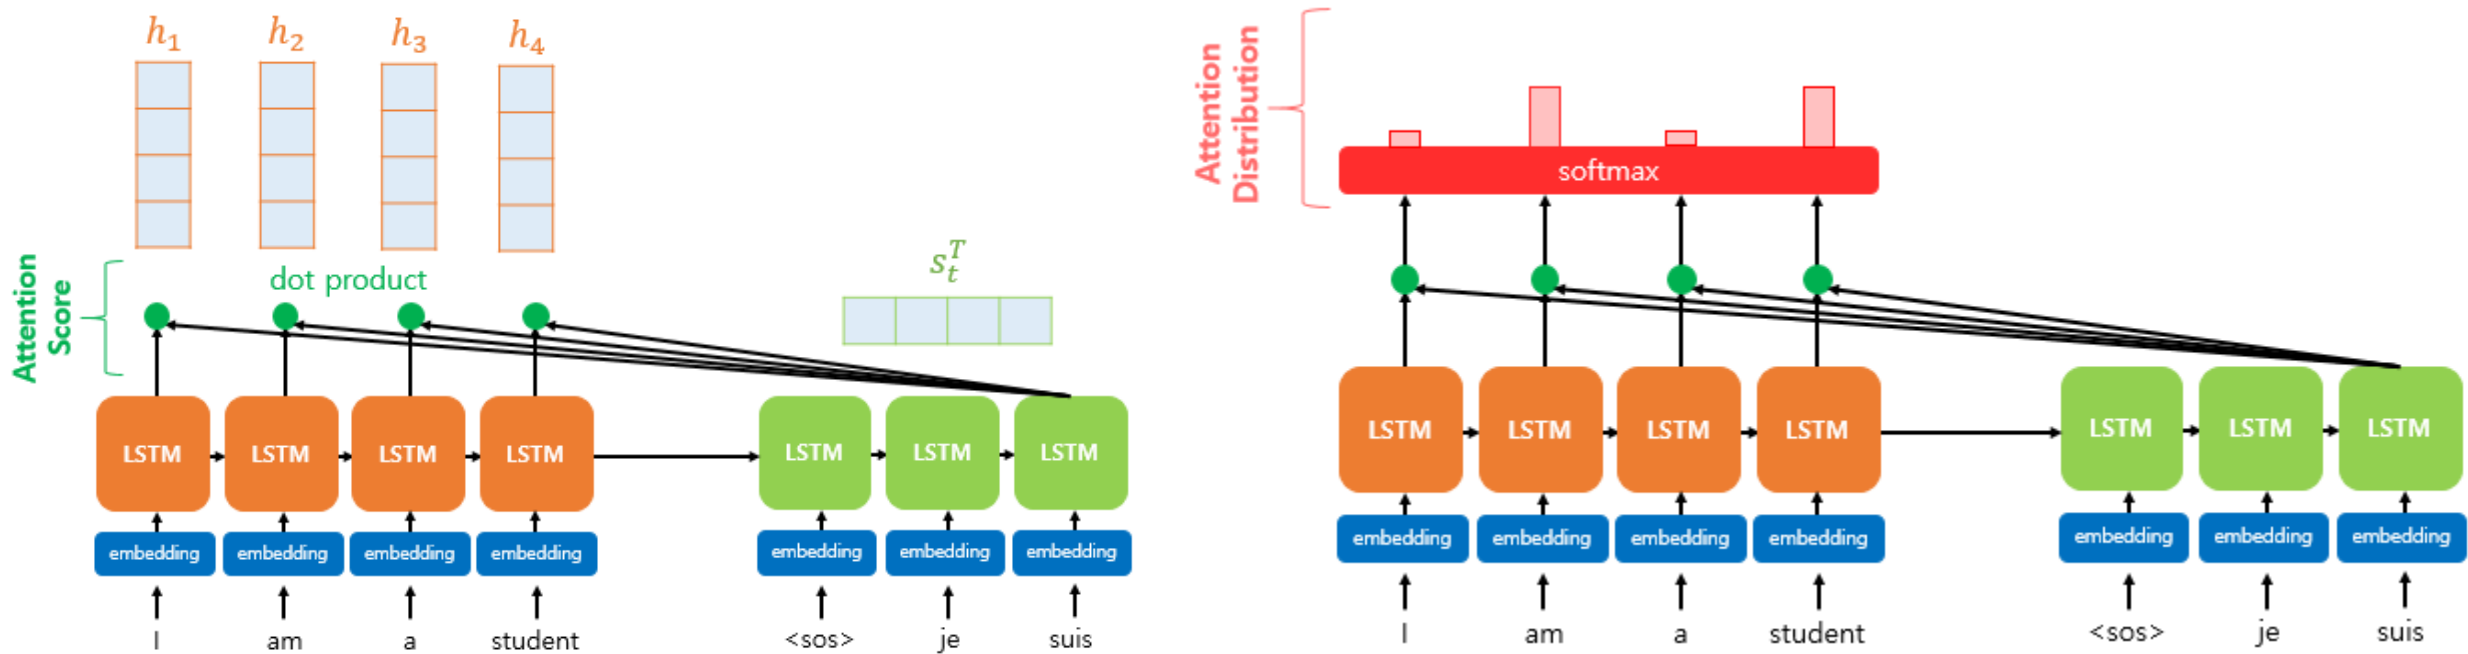 h₁ h₂ h₃ h₄
Attention
Score
dot product
sₜᵀ
LSTM LSTM LSTM LSTM LSTM LSTM LSTM
embedding embedding embedding embedding embedding embedding embedding
I am a student <sos> je suis
Attention
Distribution
softmax
LSTM LSTM LSTM LSTM LSTM LSTM LSTM
embedding embedding embedding embedding embedding embedding embedding
I am a student <sos> je suis